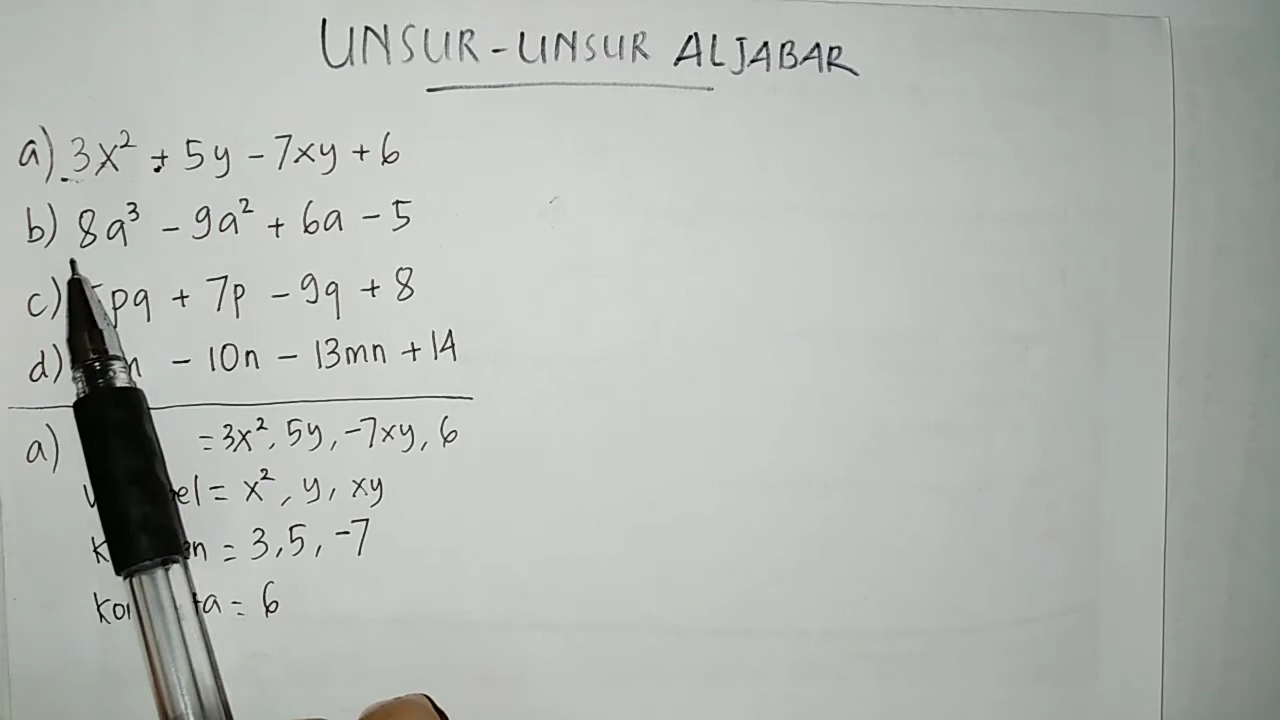 UNSUR-UNSUR ALJABAR
a) 3x² + 5y - 7xy + 6
b) 8a³ - 9a² + 6a - 5
c) pq + 7p - 9q + 8
d) - 10n - 13mn + 14
a) = 3x², 5y, -7xy, 6
= x², y, xy
= 3, 5, -7
= 6